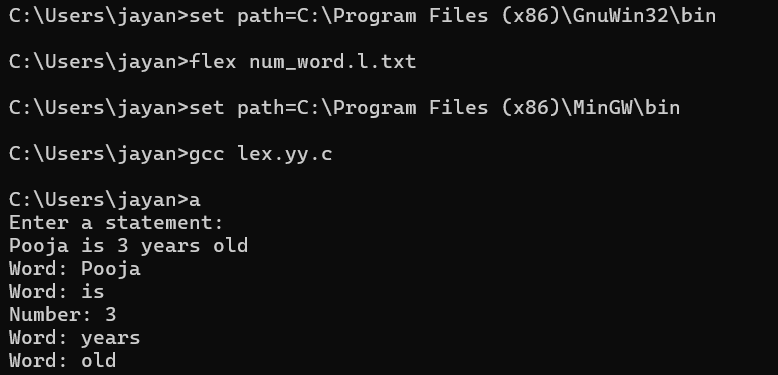 C:\Users\jayan>set path=C:\Program Files (x86)\GnuWin32\bin
C:\Users\jayan>flex num_word.l.txt
C:\Users\jayan>set path=C:\Program Files (x86)\MinGW\bin
C:\Users\jayan>gcc lex.yy.c
C:\Users\jayan>a
Enter a statement:
Pooja is 3 years old
Word: Pooja
Word: is
Number: 3
Word: years
Word: old